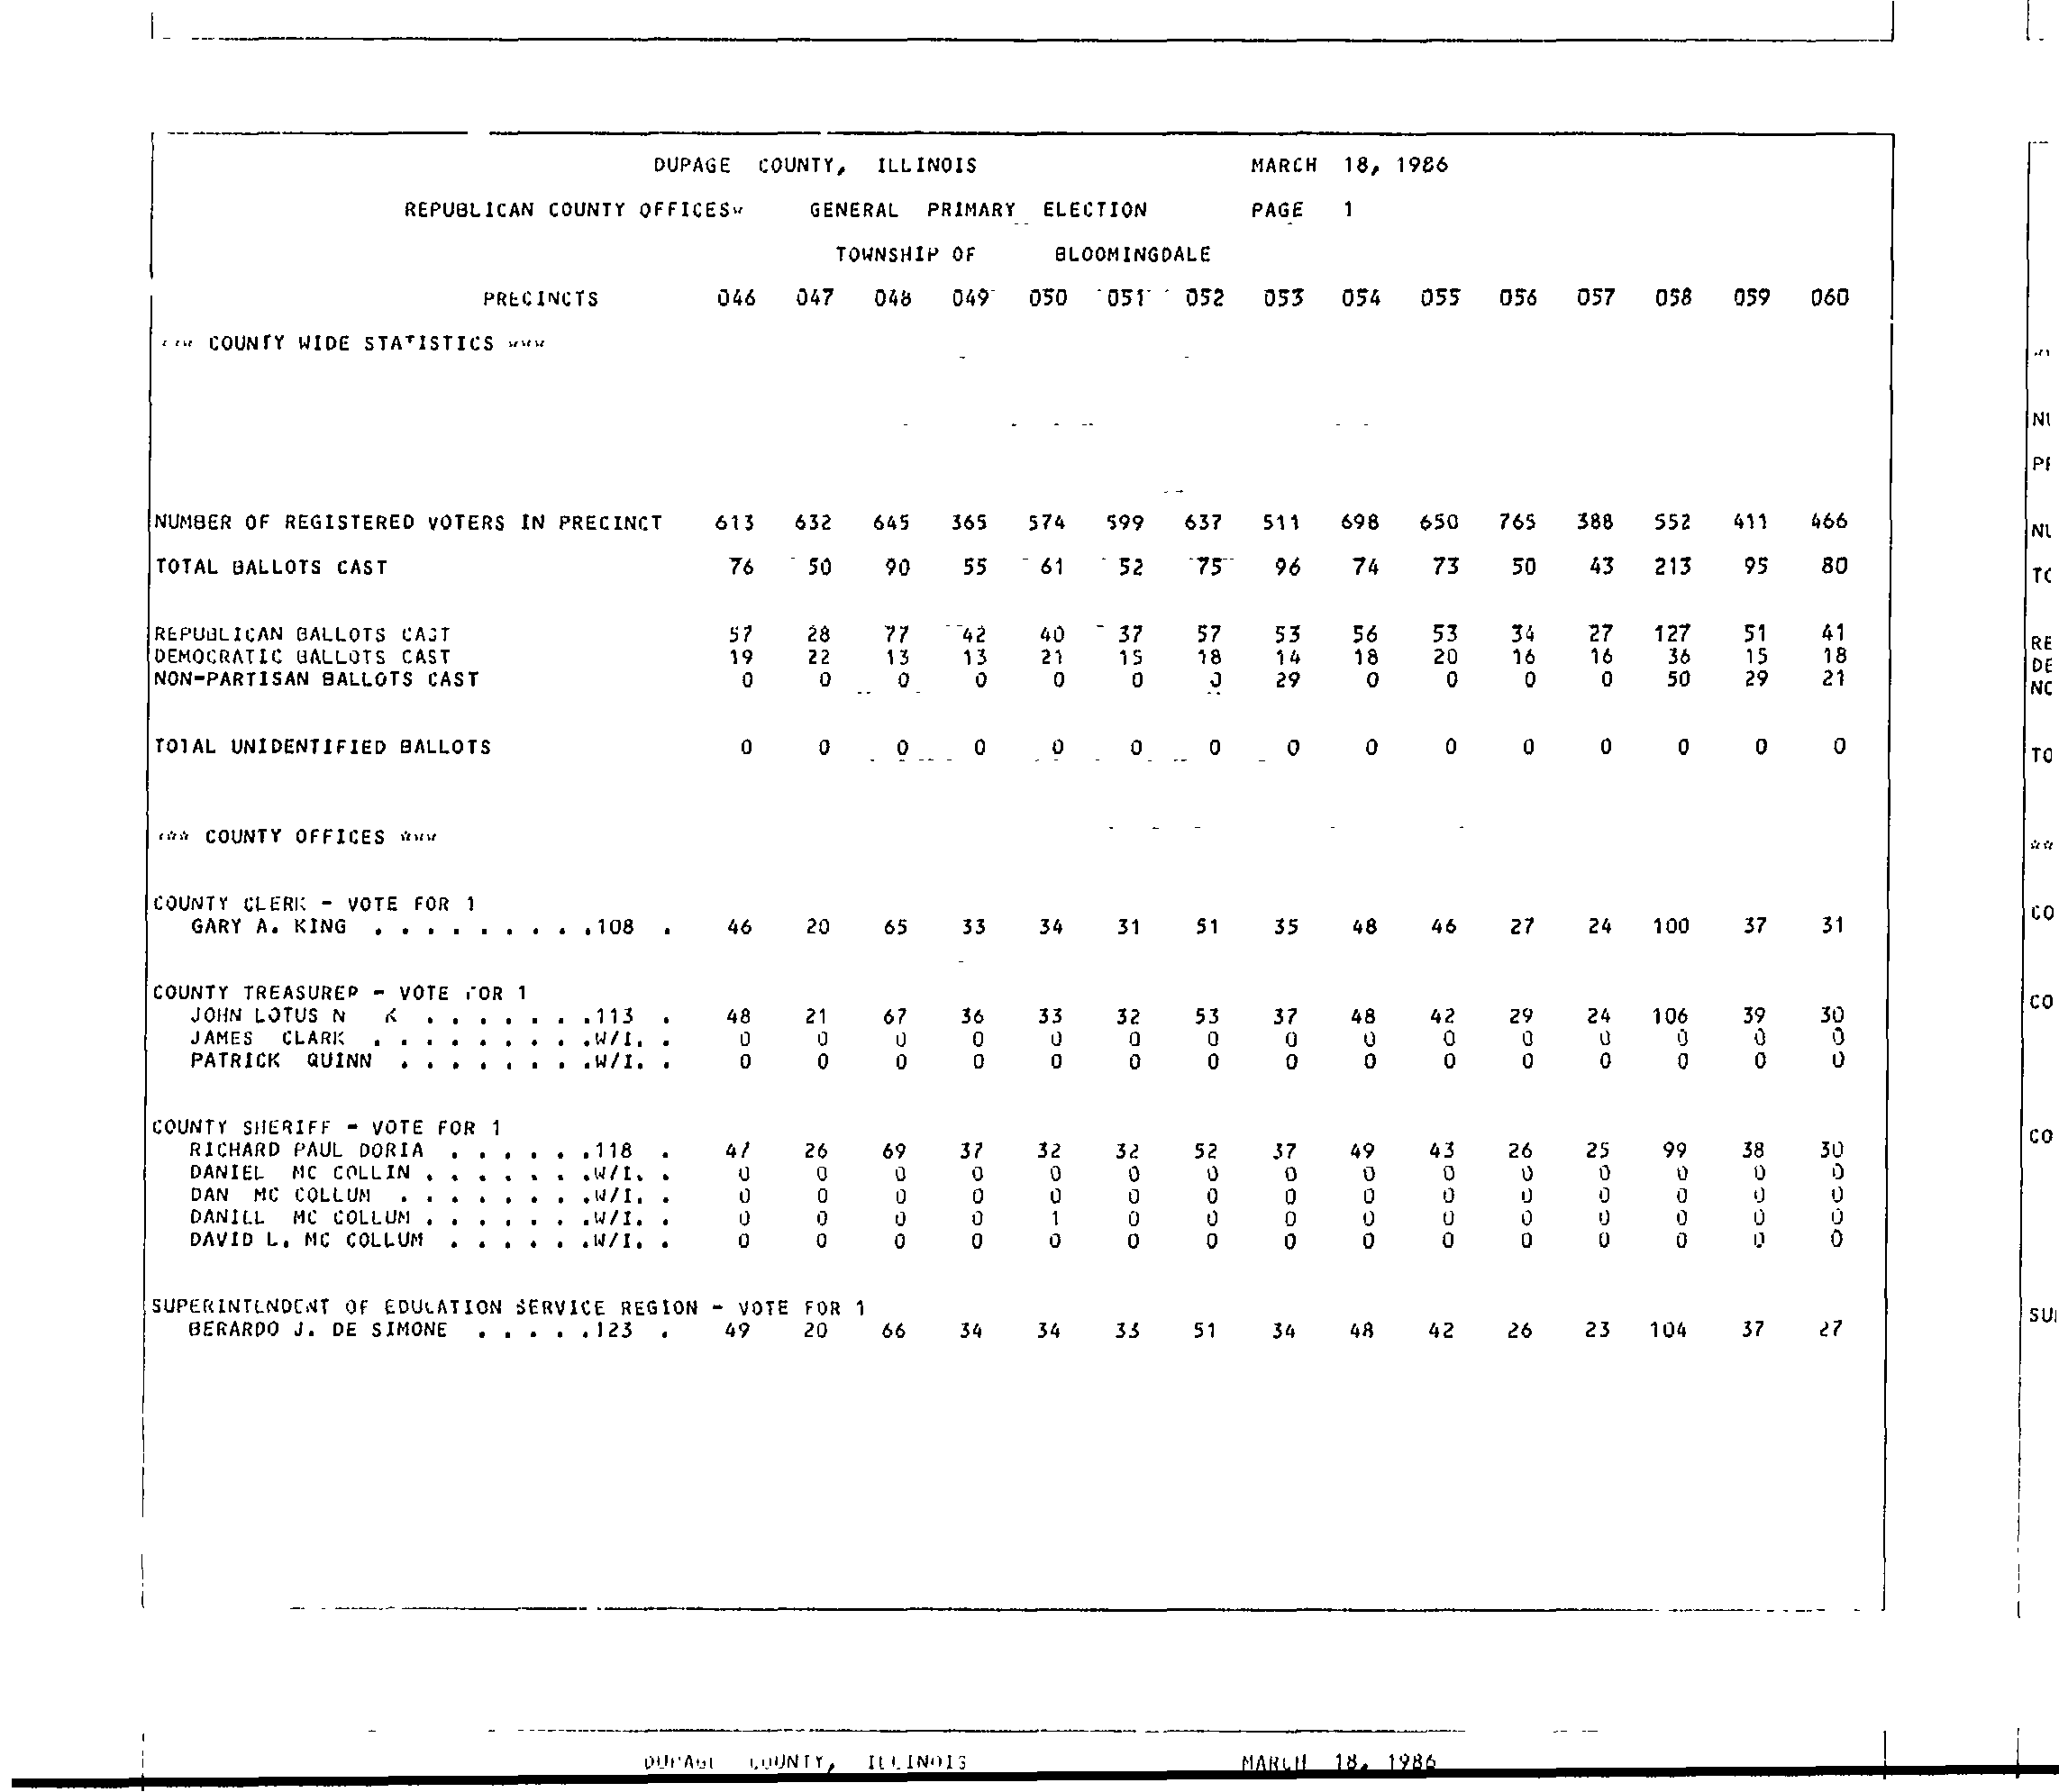 DUPAGE COUNTY, ILLINOIS MARCH 18, 1986
REPUBLICAN COUNTY OFFICES* GENERAL PRIMARY ELECTION PAGE 1
TOWNSHIP OF BLOOMINGDALE
PRECINCTS 046 047 048 049 050 051 052 053 054 055 056 057 058 059 060
*** COUNTY WIDE STATISTICS ***
NUMBER OF REGISTERED VOTERS IN PRECINCT 613 632 645 365 574 599 637 511 698 650 765 388 552 411 466
TOTAL BALLOTS CAST 76 50 90 55 61 52 75 96 74 73 50 43 213 95 80
REPUBLICAN BALLOTS CAST 57 28 77 42 40 37 57 53 56 53 34 27 127 51 41
DEMOCRATIC BALLOTS CAST 19 22 13 13 21 15 18 14 18 20 16 16 36 15 18
NON-PARTISAN BALLOTS CAST 0 0 0 0 0 0 0 29 0 0 0 0 50 29 21
TOTAL UNIDENTIFIED BALLOTS 0 0 0 0 0 0 0 0 0 0 0 0 0 0 0
*** COUNTY OFFICES ***
COUNTY CLERK - VOTE FOR 1
GARY A. KING . . . . . . . . .108 . 46 20 65 33 34 31 51 35 48 46 27 24 100 37 31
COUNTY TREASURER - VOTE FOR 1
JOHN LOTUS N K . . . . . . .113 . 48 21 67 36 33 32 53 37 48 42 29 24 106 39 30
JAMES CLARK . . . . . . . . . .W/I. . 0 0 0 0 0 0 0 0 0 0 0 0 0 0 0
PATRICK QUINN . . . . . . . .W/I. . 0 0 0 0 0 0 0 0 0 0 0 0 0 0 0
COUNTY SHERIFF - VOTE FOR 1
RICHARD PAUL DORIA . . . . . .118 . 47 26 69 37 32 32 52 37 49 43 26 25 99 38 30
DANIEL MC COLLIN . . . . . . .W/I. . 0 0 0 0 0 0 0 0 0 0 0 0 0 0 0
DAN MC COLLUM . . . . . . . .W/I. . 0 0 0 0 0 0 0 0 0 0 0 0 0 0 0
DANIEL MC COLLUM . . . . . . .W/I. . 0 0 0 0 1 0 0 0 0 0 0 0 0 0 0
DAVID L. MC COLLUM . . . . . .W/I. . 0 0 0 0 0 0 0 0 0 0 0 0 0 0 0
SUPERINTENDENT OF EDUCATION SERVICE REGION - VOTE FOR 1
BERARDO J. DE SIMONE . . . . .123 . 49 20 66 34 34 33 51 34 48 42 26 23 104 37 27
DUPAGE COUNTY, ILLINOIS MARCH 18, 1986